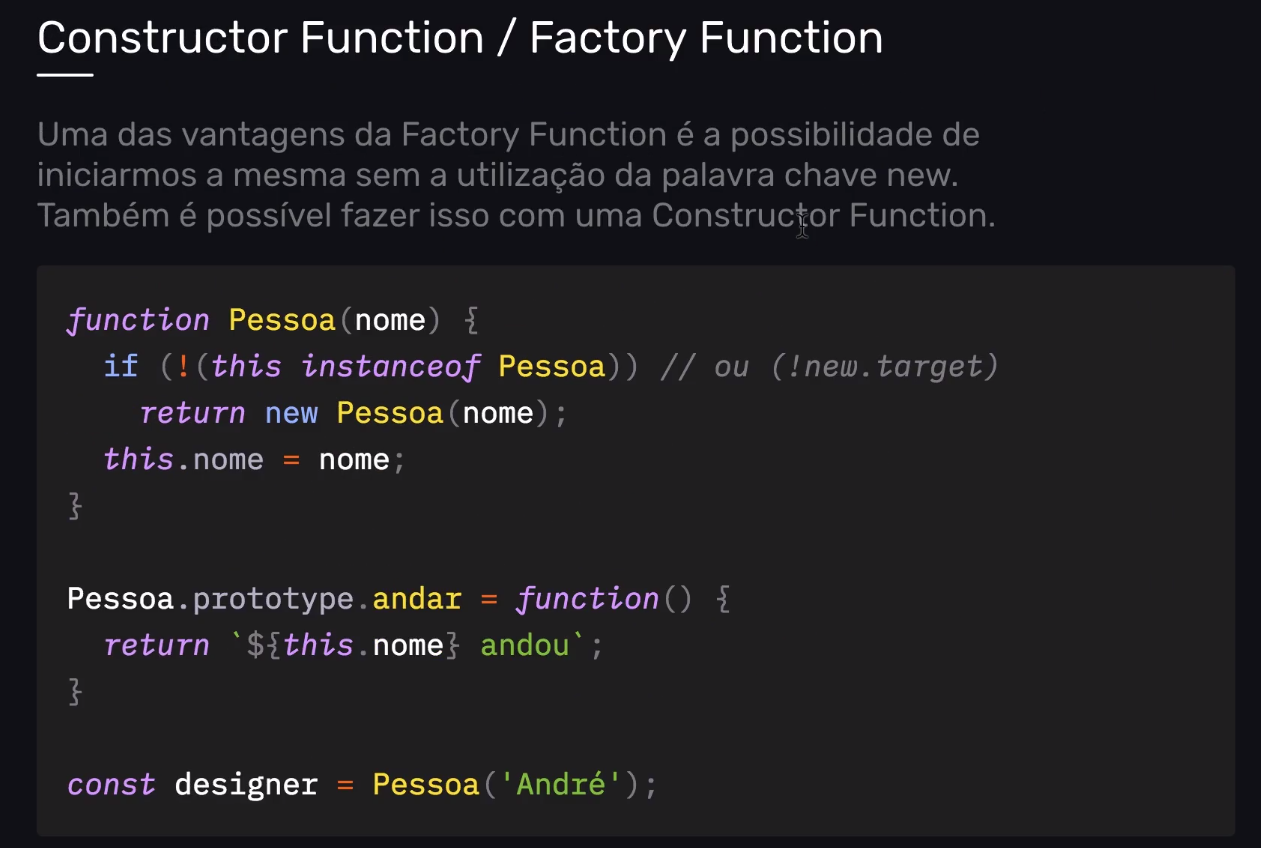 Constructor Function / Factory Function
Uma das vantagens da Factory Function é a possibilidade de
iniciarmos a mesma sem a utilização da palavra chave new.
Também é possível fazer isso com uma Constructor Function.
function Pessoa(nome) {
  if (!(this instanceof Pessoa)) // ou (!new.target)
    return new Pessoa(nome);
  this.nome = nome;
}
Pessoa.prototype.andar = function() {
  return `${this.nome} andou`;
}
const designer = Pessoa('André');